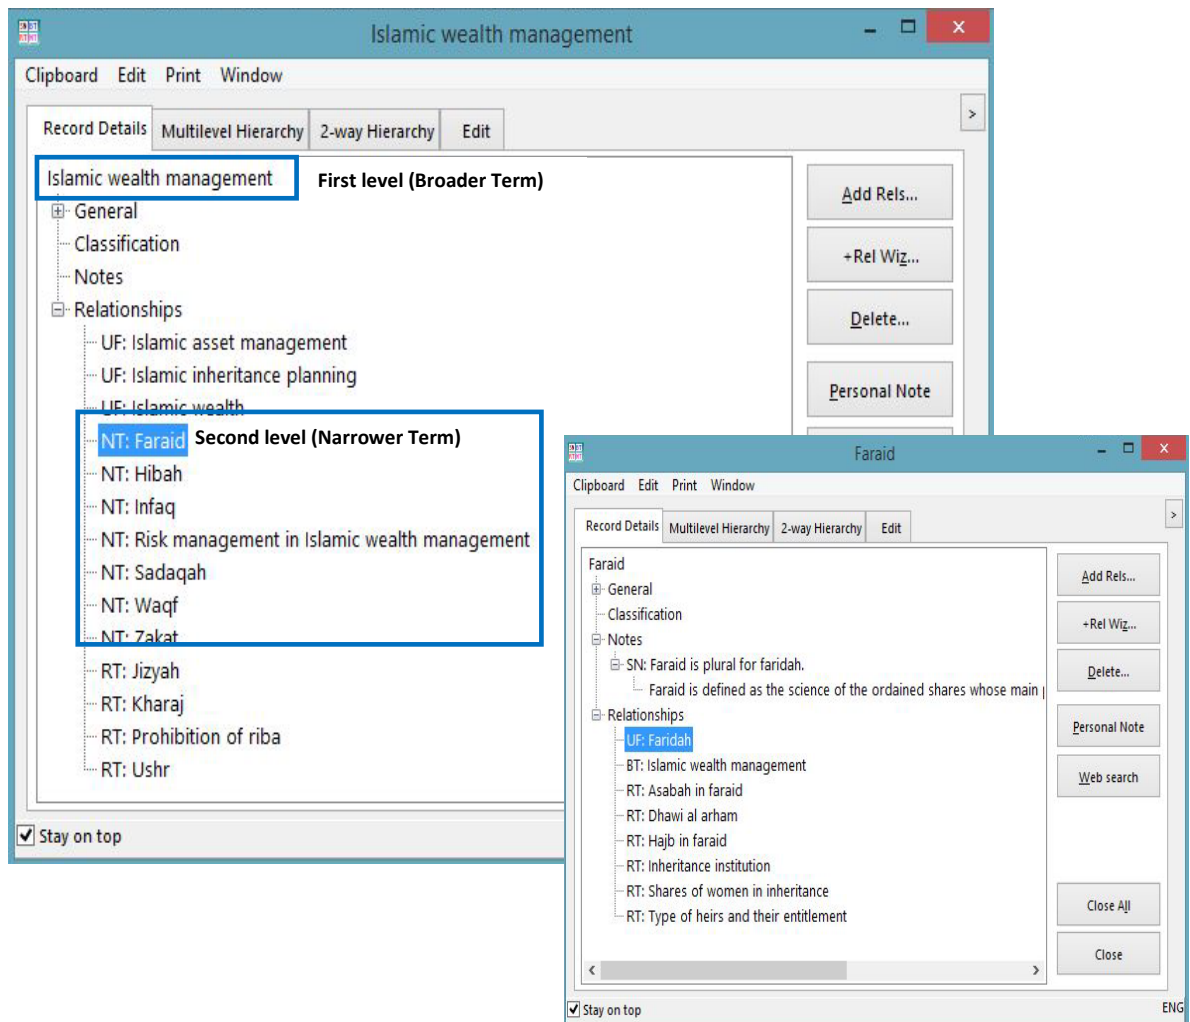 Islamic wealth management
Clipboard Edit Print Window
Record Details Multilevel Hierarchy 2-way Hierarchy Edit
>
Islamic wealth management First level (Broader Term)
General
Classification
Notes
Relationships
UF: Islamic asset management
UF: Islamic inheritance planning
UF: Islamic wealth
NT: Faraid Second level (Narrower Term)
NT: Hibah
NT: Infaq
NT: Risk management in Islamic wealth management
NT: Sadaqah
NT: Waqf
NT: Zakat
RT: Jizyah
RT: Kharaj
RT: Prohibition of riba
RT: Ushr
Add Rels...
+Rel Wiz...
Delete...
Personal Note
Stay on top
Faraid
Clipboard Edit Print Window
Record Details Multilevel Hierarchy 2-way Hierarchy Edit
>
Faraid
General
Classification
Notes
SN: Faraid is plural for faridah.
Faraid is defined as the science of the ordained shares whose main
Relationships
UF: Faridah
BT: Islamic wealth management
RT: Asabah in faraid
RT: Dhawi al arham
RT: Hajb in faraid
RT: Inheritance institution
RT: Shares of women in inheritance
RT: Type of heirs and their entitlement
Add Rels...
+Rel Wiz...
Delete...
Personal Note
Web search
Close All
Close
Stay on top
ENG